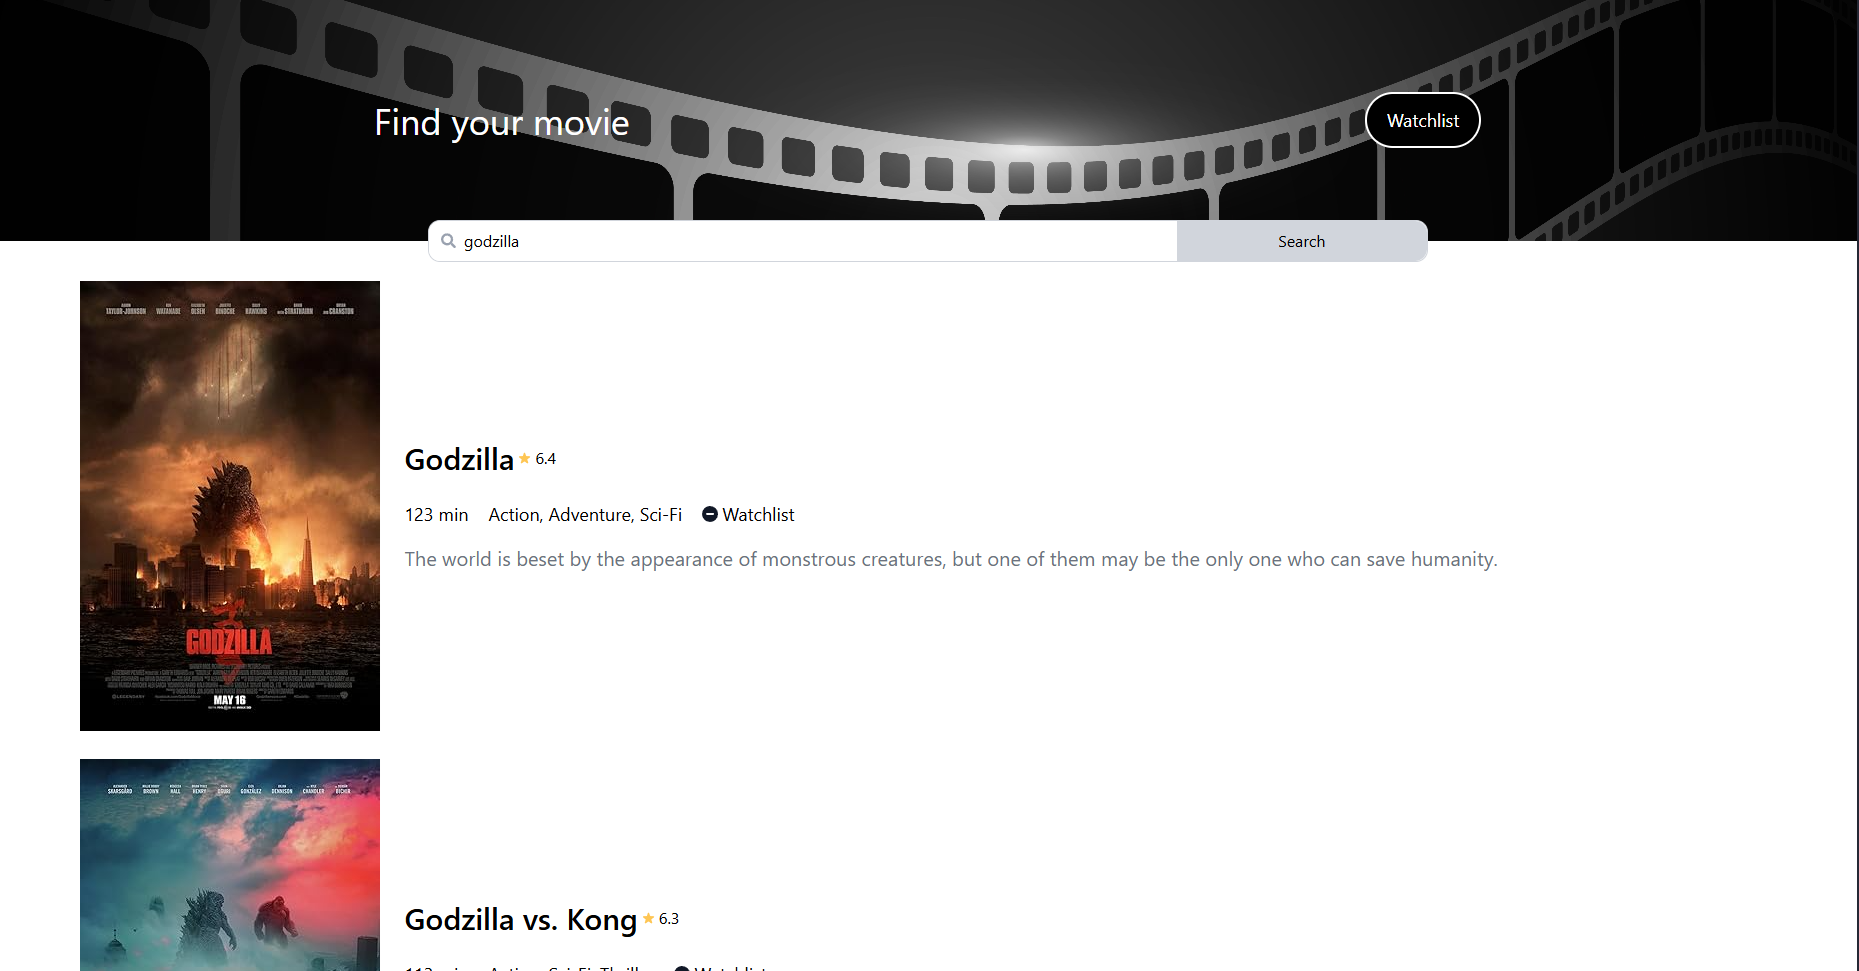 Find your movie
Watchlist
godzilla
Search
TAYLOR-JOHNSON WATANABE OLSEN BINOCHE HAWKINS STRATHAIRN CRANSTON
Godzilla 6.4
123 min Action, Adventure, Sci-Fi Watchlist
The world is beset by the appearance of monstrous creatures, but one of them may be the only one who can save humanity.
GODZILLA
MAY 16
SKARSGÅRD BROWN HALL HENRY EIZA GONZÁLEZ DENNISON CHANDLER BICHIR
Godzilla vs. Kong 6.3